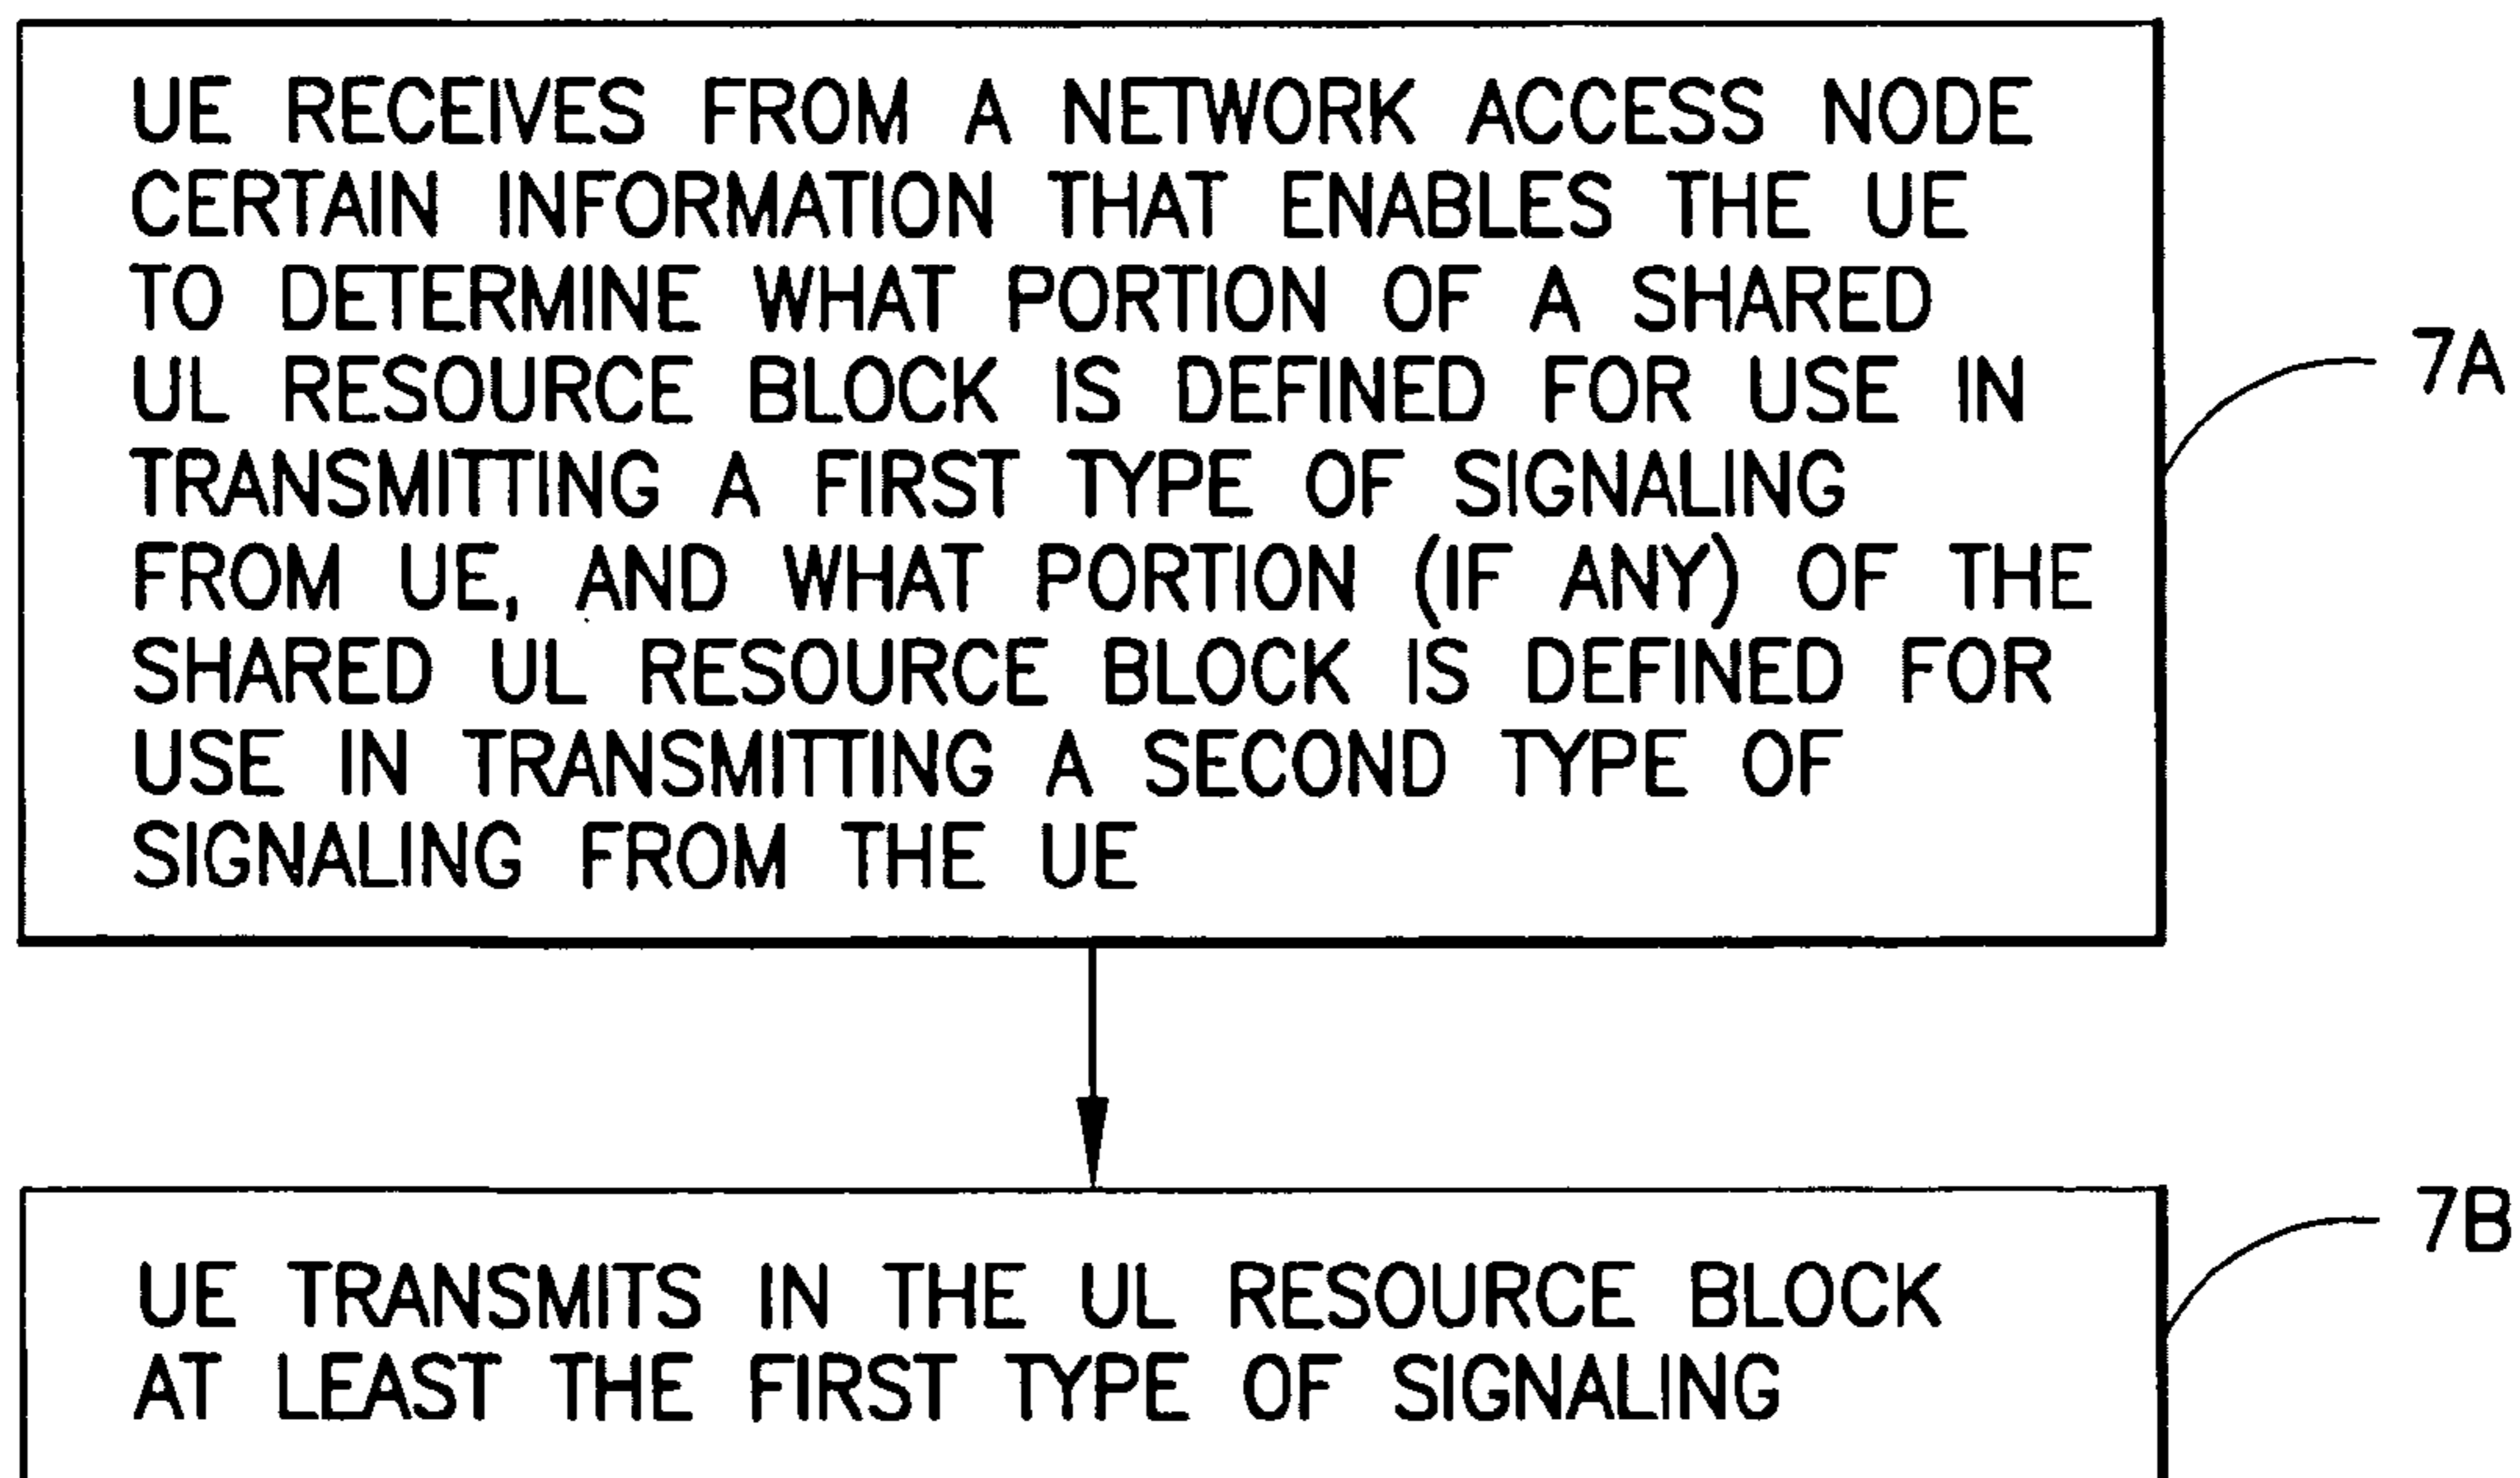 UE RECEIVES FROM A NETWORK ACCESS NODE
CERTAIN INFORMATION THAT ENABLES THE UE
TO DETERMINE WHAT PORTION OF A SHARED
UL RESOURCE BLOCK IS DEFINED FOR USE IN
TRANSMITTING A FIRST TYPE OF SIGNALING
FROM UE, AND WHAT PORTION (IF ANY) OF THE
SHARED UL RESOURCE BLOCK IS DEFINED FOR
USE IN TRANSMITTING A SECOND TYPE OF
SIGNALING FROM THE UE
7A
UE TRANSMITS IN THE UL RESOURCE BLOCK
AT LEAST THE FIRST TYPE OF SIGNALING
7B